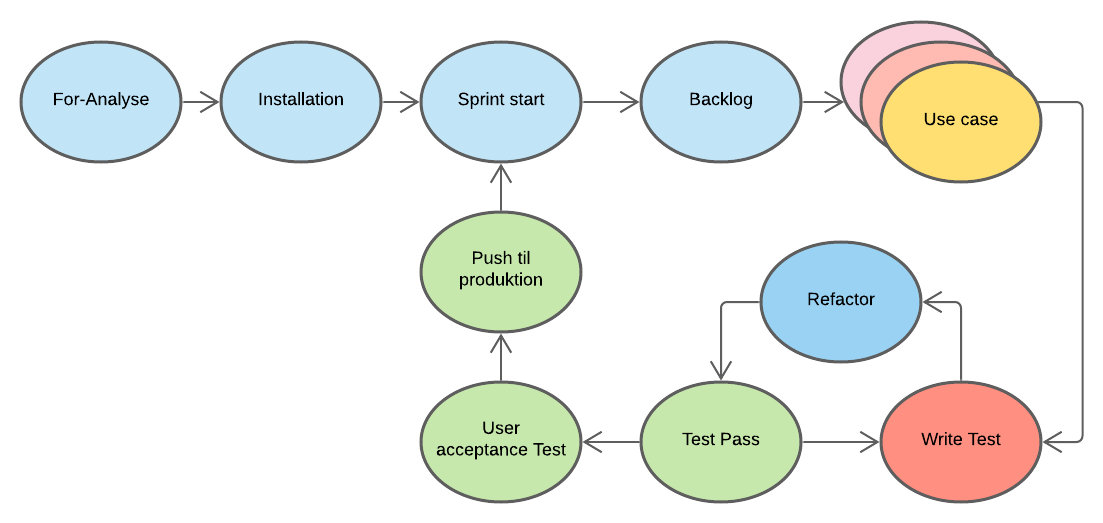 For-Analyse
Installation
Sprint start
Backlog
Use case
Push til
produktion
Refactor
User
acceptance Test
Test Pass
Write Test